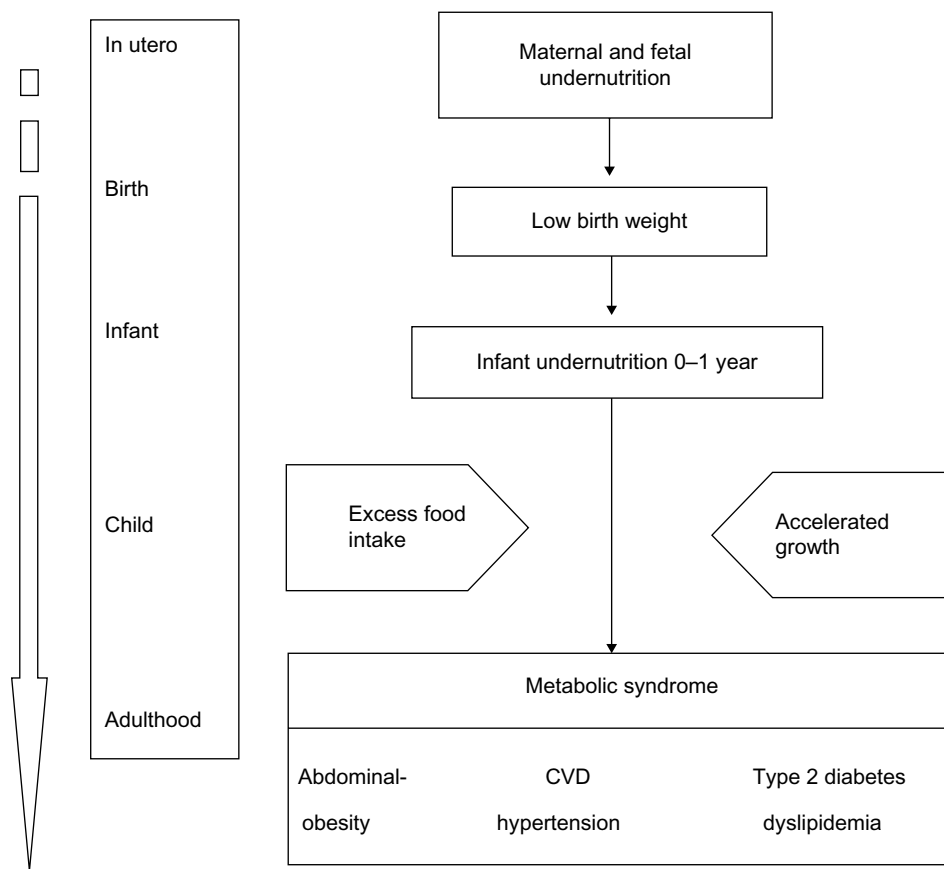 In utero
Birth
Infant
Child
Adulthood
Maternal and fetal
undernutrition
Low birth weight
Infant undernutrition 0–1 year
Excess food
intake
Accelerated
growth
Metabolic syndrome
Abdominal-
obesity
CVD
hypertension
Type 2 diabetes
dyslipidemia